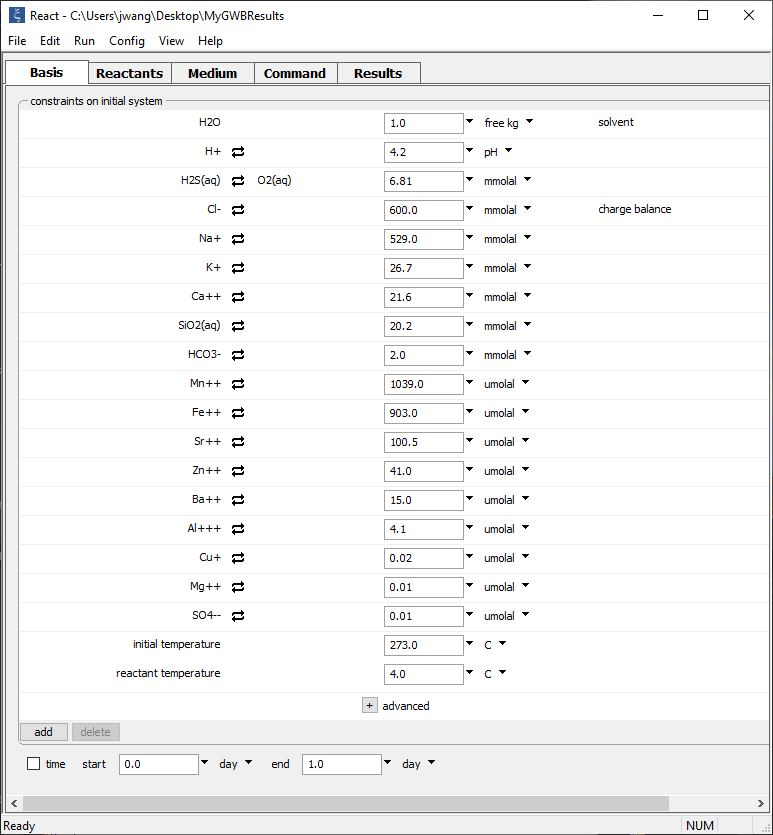 React - C:\Users\jwang\Desktop\MyGWBResults
File Edit Run Config View Help
Basis Reactants Medium Command Results
constraints on initial system
H2O 1.0 free kg solvent
H+ 4.2 pH
H2S(aq) O2(aq) 6.81 mmolal
Cl- 600.0 mmolal charge balance
Na+ 529.0 mmolal
K+ 26.7 mmolal
Ca++ 21.6 mmolal
SiO2(aq) 20.2 mmolal
HCO3- 2.0 mmolal
Mn++ 1039.0 umolal
Fe++ 903.0 umolal
Sr++ 100.5 umolal
Zn++ 41.0 umolal
Ba++ 15.0 umolal
Al+++ 4.1 umolal
Cu+ 0.02 umolal
Mg++ 0.01 umolal
SO4-- 0.01 umolal
initial temperature 273.0 C
reactant temperature 4.0 C
+ advanced
add delete
time start 0.0 day end 1.0 day
Ready NUM